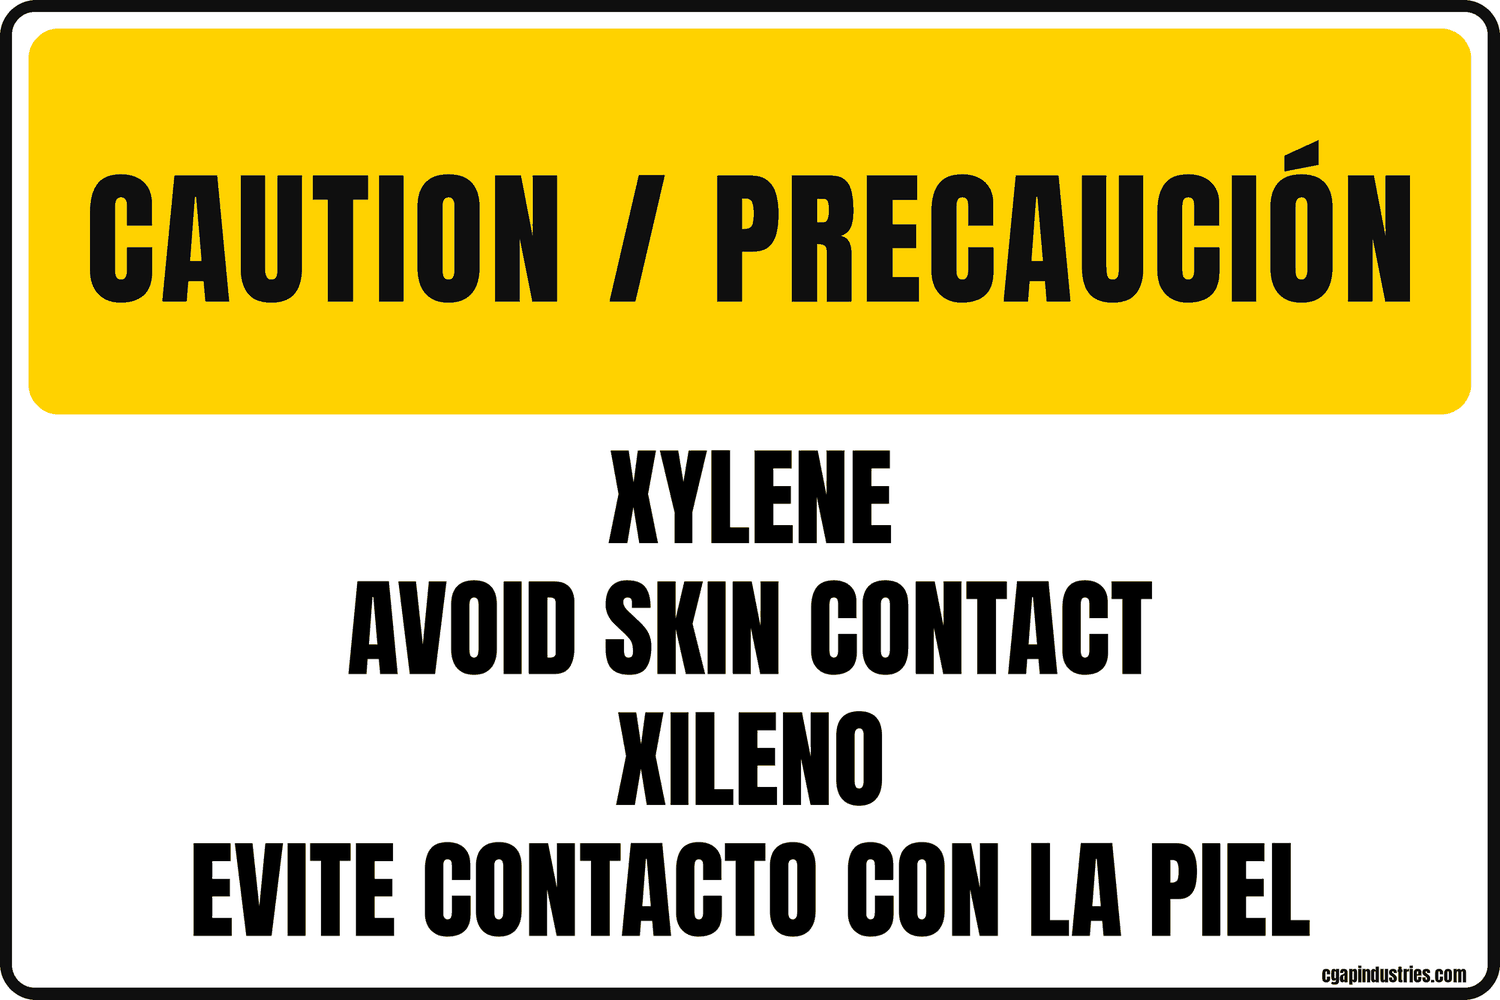 CAUTION / PRECAUCIÓN
XYLENE
AVOID SKIN CONTACT
XILENO
EVITE CONTACTO CON LA PIEL
cgapindustries.com